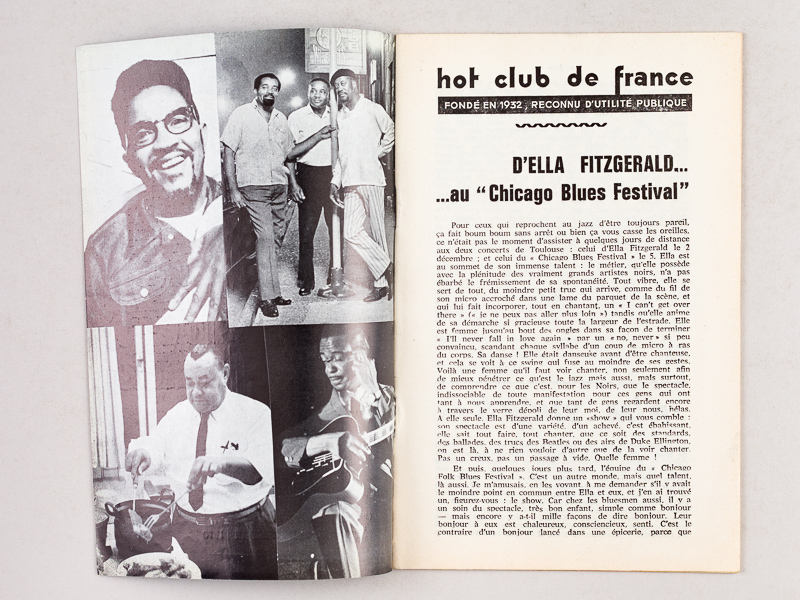 hot club de france
FONDÉ EN 1932, RECONNU D'UTILITÉ PUBLIQUE
D'ELLA FITZGERALD...
...au "Chicago Blues Festival"
Pour ceux qui reprochent au jazz d'être toujours pareil,
ça fait boum boum sans arrêt ou bien ça vous casse les oreilles,
ce n'était pas le moment d'assister à quelques jours de distance
aux deux concerts de Toulouse : celui d'Ella Fitzgerald le 2
décembre ; et celui du « Chicago Blues Festival » le 5. Ella est
au sommet de son immense talent : le métier, qu'elle possède
avec la plénitude des vraiment grands artistes noirs, n'a pas
ébarbé le frémissement de sa spontanéité. Tout vibre, elle se
sert de tout, du moindre petit truc qui arrive, comme du fil de
son micro accroché dans une lame du parquet de la scène, et
qui lui fait incorporer, tout en chantant, un « I can't get over
there » (« je ne peux pas aller plus loin ») tandis qu'elle anime
de sa démarche si gracieuse toute la largeur de l'estrade. Elle
est femme jusqu'au bout des ongles dans sa façon de terminer
« I'll never fall in love again » par un « no, never » si peu
convaincu, scandant chaque syllabe d'un coup de micro à ras
du corps. Sa danse ! Elle était danseuse avant d'être chanteuse,
et cela se voit à ce swing qui fuse au moindre de ses gestes.
Voilà une femme qu'il faut voir chanter, non seulement afin
de mieux pénétrer ce qu'est le jazz mais aussi, mais surtout,
de comprendre ce que c'est, pour les Noirs, que le spectacle,
indissociable de toute manifestation pour ces gens qui ont
tant à nous apprendre, et que tant de gens regardent encore
à travers le verre dépoli de leur moi, de leur nous, hélas.
A elle seule, Ella Fitzgerald donne un «show» qui vous comble :
son spectacle est d'une variété, d'un achevé, c'est ébahissant,
elle sait tout faire, tout chanter, que ce soit des standards,
des ballades, des trucs des Beatles ou des airs de Duke Ellington,
on est là, à ne rien vouloir d'autre que de la voir chanter.
Pas un creux, pas un passage à vide. Quelle femme !
Et puis, quelques jours plus tard, l'équipe du « Chicago
Folk Blues Festival ». C'est un autre monde, mais quel talent,
là aussi. Je m'amusais, en les voyant, à me demander s'il y avait
le moindre point en commun entre Ella et eux, et j'en ai trouvé
un, figurez-vous : le show. Car chez les bluesmen aussi, il y a
un soin du spectacle, très bon enfant, simple comme bonjour
— mais encore y a-t-il mille façons de dire bonjour. Leur
bonjour à eux est chaleureux, consciencieux, senti. C'est le
contraire d'un bonjour lancé dans une épicerie, parce que